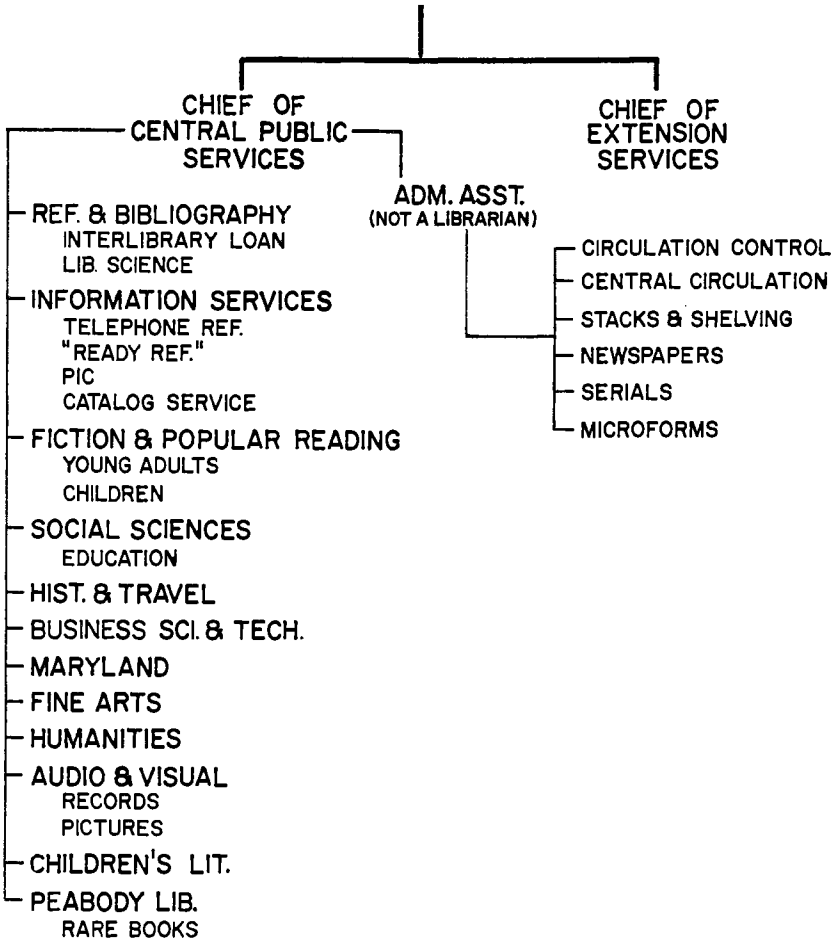 CHIEF OF
CENTRAL PUBLIC
SERVICES
CHIEF OF
EXTENSION
SERVICES
ADM. ASST.
(NOT A LIBRARIAN)
REF. & BIBLIOGRAPHY
INTERLIBRARY LOAN
LIB. SCIENCE
INFORMATION SERVICES
TELEPHONE REF.
"READY REF."
PIC
CATALOG SERVICE
FICTION & POPULAR READING
YOUNG ADULTS
CHILDREN
SOCIAL SCIENCES
EDUCATION
HIST. & TRAVEL
BUSINESS SCI. & TECH.
MARYLAND
FINE ARTS
HUMANITIES
AUDIO & VISUAL
RECORDS
PICTURES
CHILDREN'S LIT.
PEABODY LIB.
RARE BOOKS
CIRCULATION CONTROL
CENTRAL CIRCULATION
STACKS & SHELVING
NEWSPAPERS
SERIALS
MICROFORMS